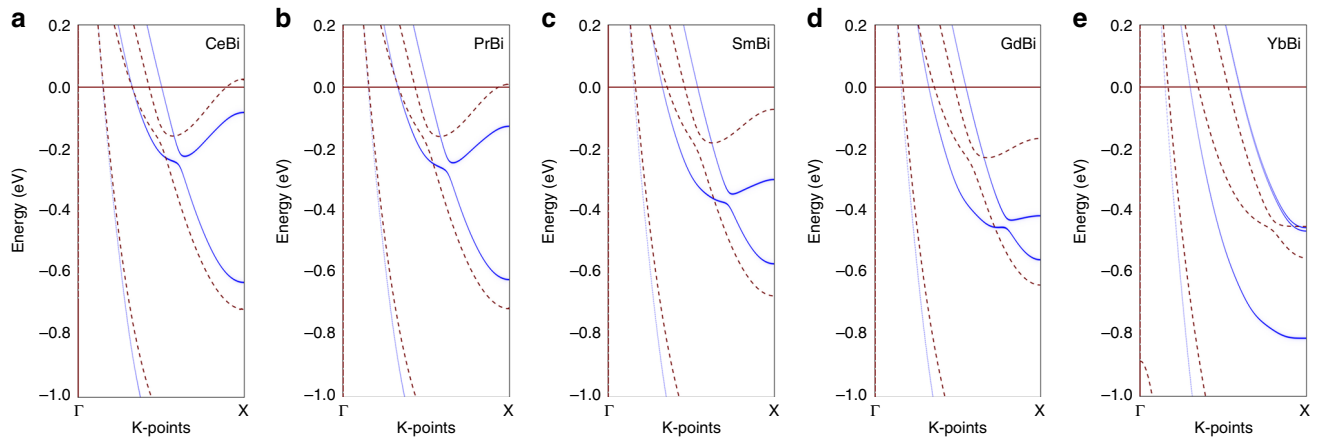 a
CeBi
0.2
0.0
−0.2
−0.4
−0.6
−0.8
−1.0
Energy (eV)
Γ
X
K-points
b
PrBi
0.2
0.0
−0.2
−0.4
−0.6
−0.8
−1.0
Energy (eV)
Γ
X
K-points
c
SmBi
0.2
0.0
−0.2
−0.4
−0.6
−0.8
−1.0
Energy (eV)
Γ
X
K-points
d
GdBi
0.2
0.0
−0.2
−0.4
−0.6
−0.8
−1.0
Energy (eV)
Γ
X
K-points
e
YbBi
0.2
0.0
−0.2
−0.4
−0.6
−0.8
−1.0
Energy (eV)
Γ
X
K-points